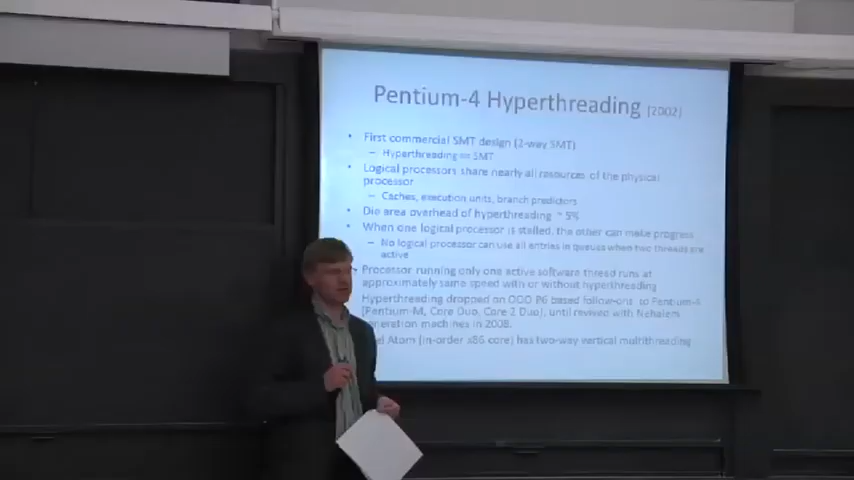 Pentium-4 Hyperthreading [2002]
• First commercial SMT design (2-way SMT)
– Hyperthreading == SMT
• Logical processors share nearly all resources of the physical
processor
– Caches, execution units, branch predictors
• Die area overhead of hyperthreading ~ 5%
• When one logical processor is stalled, the other can make progress
– No logical processor can use all entries in queues when two threads are
active
Processor running only one active software thread runs at
approximately same speed with or without hyperthreading
Hyperthreading dropped on OOO P6 based follow-ons to Pentium-4
(Pentium-M, Core Duo, Core 2 Duo), until revived with Nehalem
generation machines in 2008.
Atom (in-order x86 core) has two-way vertical multithreading